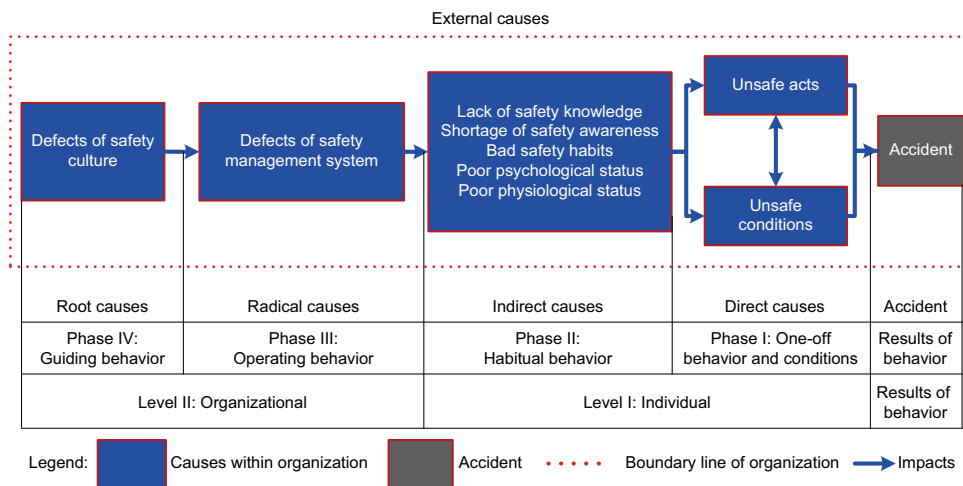 External causes
Defects of safety
culture
Defects of safety
management system
Lack of safety knowledge
Shortage of safety awareness
Bad safety habits
Poor psychological status
Poor physiological status
Unsafe acts
Unsafe
conditions
Accident
Root causes
Radical causes
Indirect causes
Direct causes
Accident
Phase IV:
Guiding behavior
Phase III:
Operating behavior
Phase II:
Habitual behavior
Phase I: One-off
behavior and conditions
Results of
behavior
Level II: Organizational
Level I: Individual
Results of
behavior
Legend:
Causes within organization
Accident
Boundary line of organization
Impacts